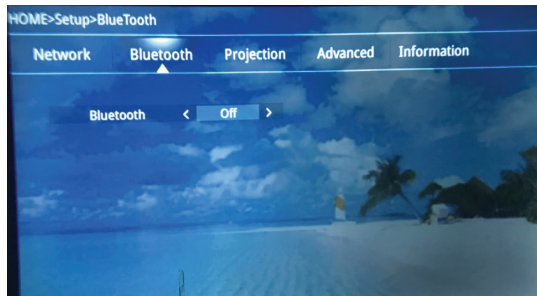 HOME>Setup>BlueTooth
Network Bluetooth Projection Advanced Information
Bluetooth < Off >